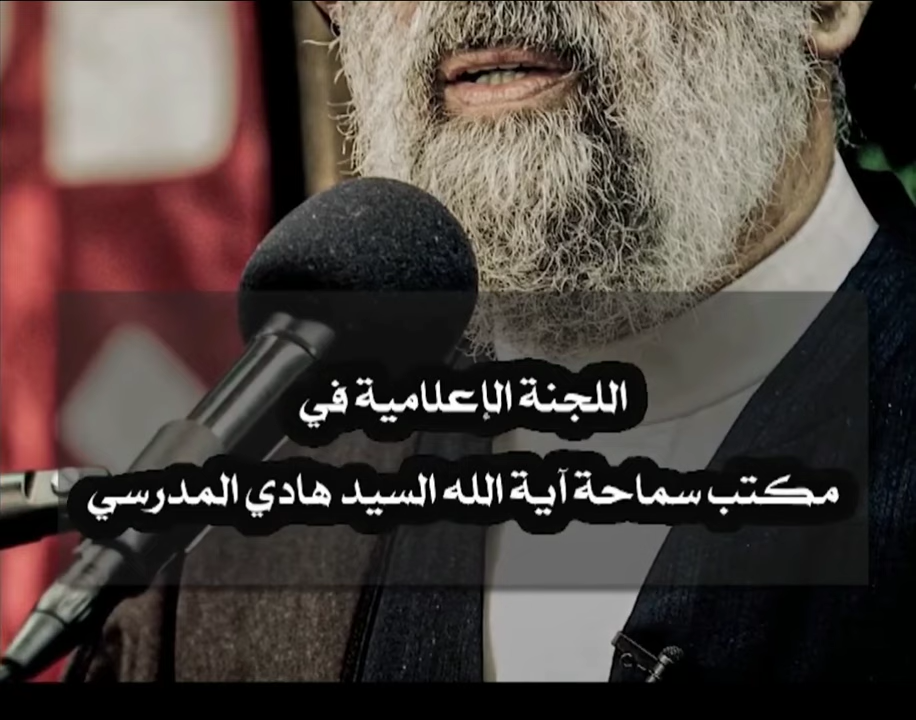 اللجنة الإعلامية في
مكتب سماحة آية الله السيد هادي المدرسي